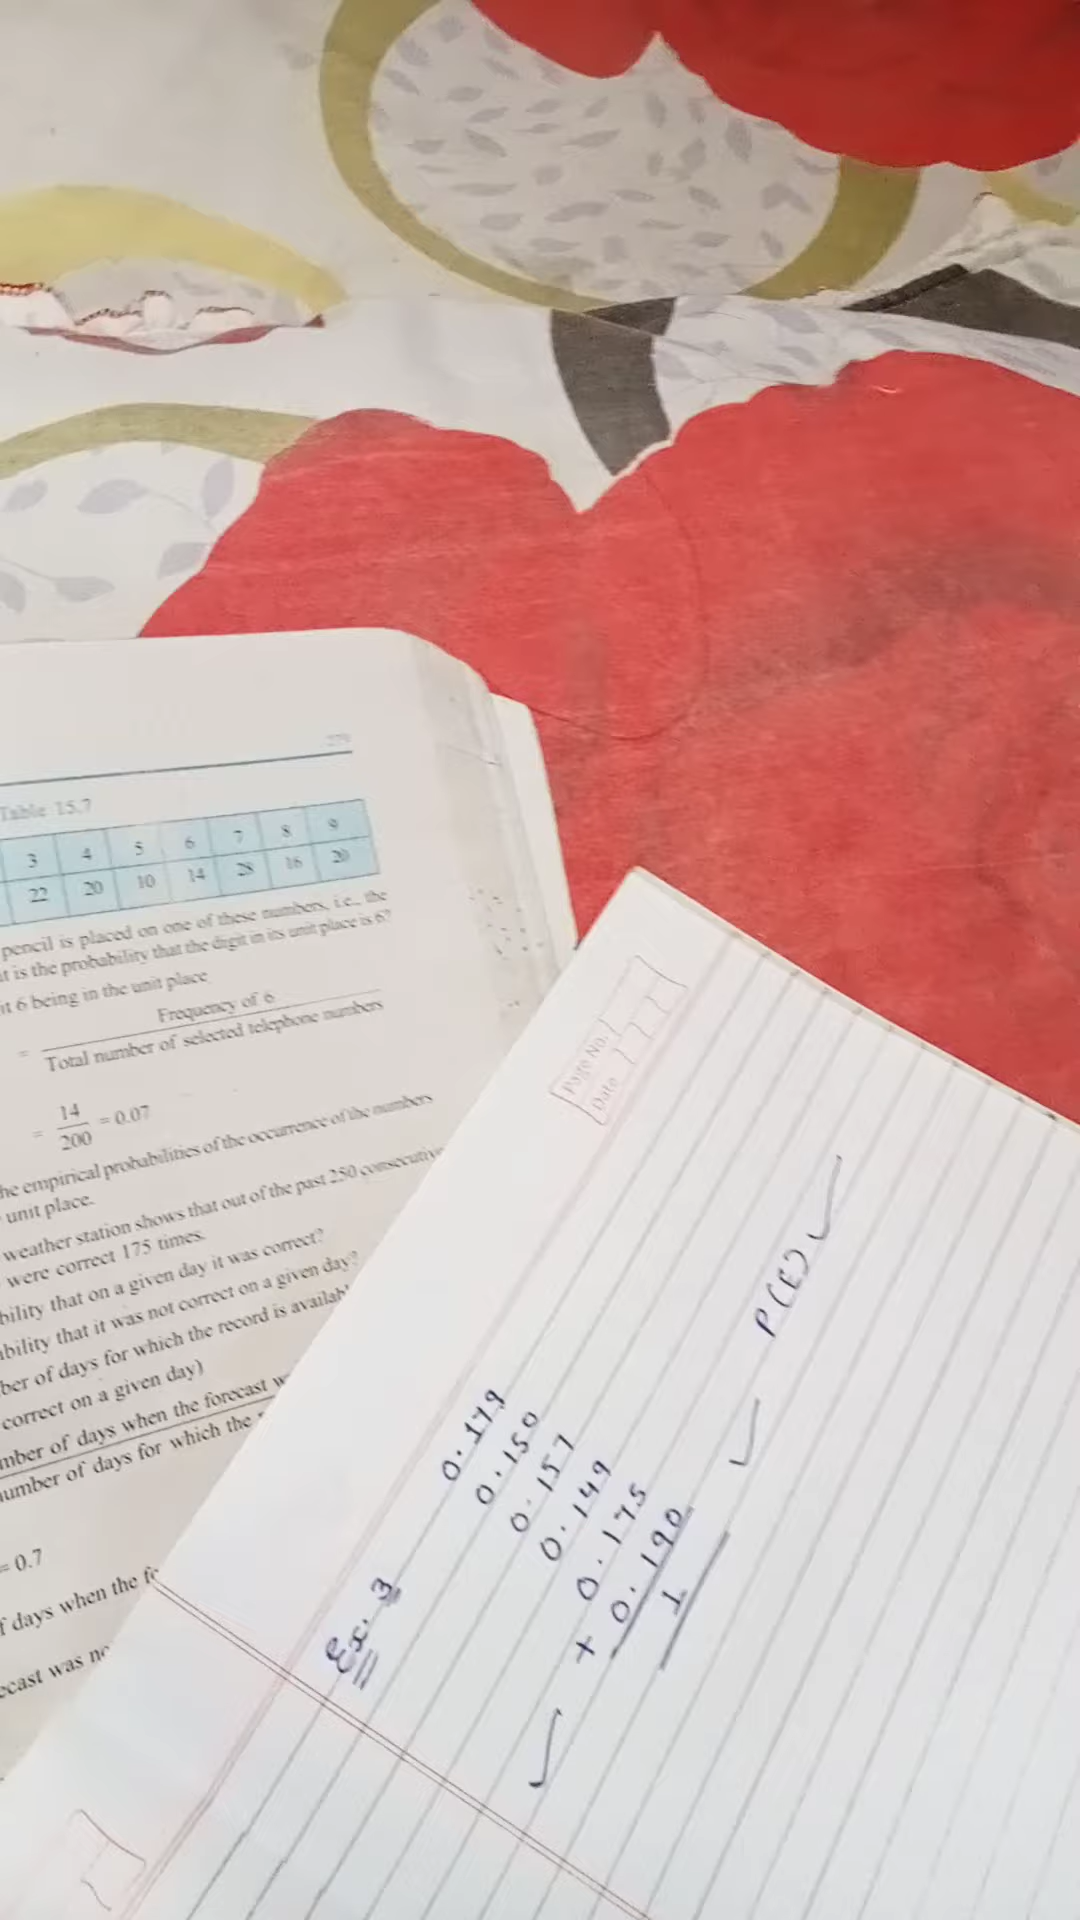 279
Table 15.7
3 4 5 6 7 8 9
22 20 10 14 28 16 20
pencil is placed on one of these numbers, i.e., the
it is the probability that the digit in its unit place is 6?
it 6 being in the unit place
Frequency of 6
=
Total number of selected telephone numbers
= 14
200
= 0.07
he empirical probabilities of the occurrence of the numbers
unit place.
weather station shows that out of the past 250 consecutive
were correct 175 times.
bility that on a given day it was correct?
bility that it was not correct on a given day?
ber of days for which the record is availab
correct on a given day)
mber of days when the forecast w
umber of days for which the
= 0.7
f days when the fo
ecast was no
Page No.
Date
Ex. 3
0.179
0.150
0.157
0.149
0.175
+ 0.190
1
P(E)